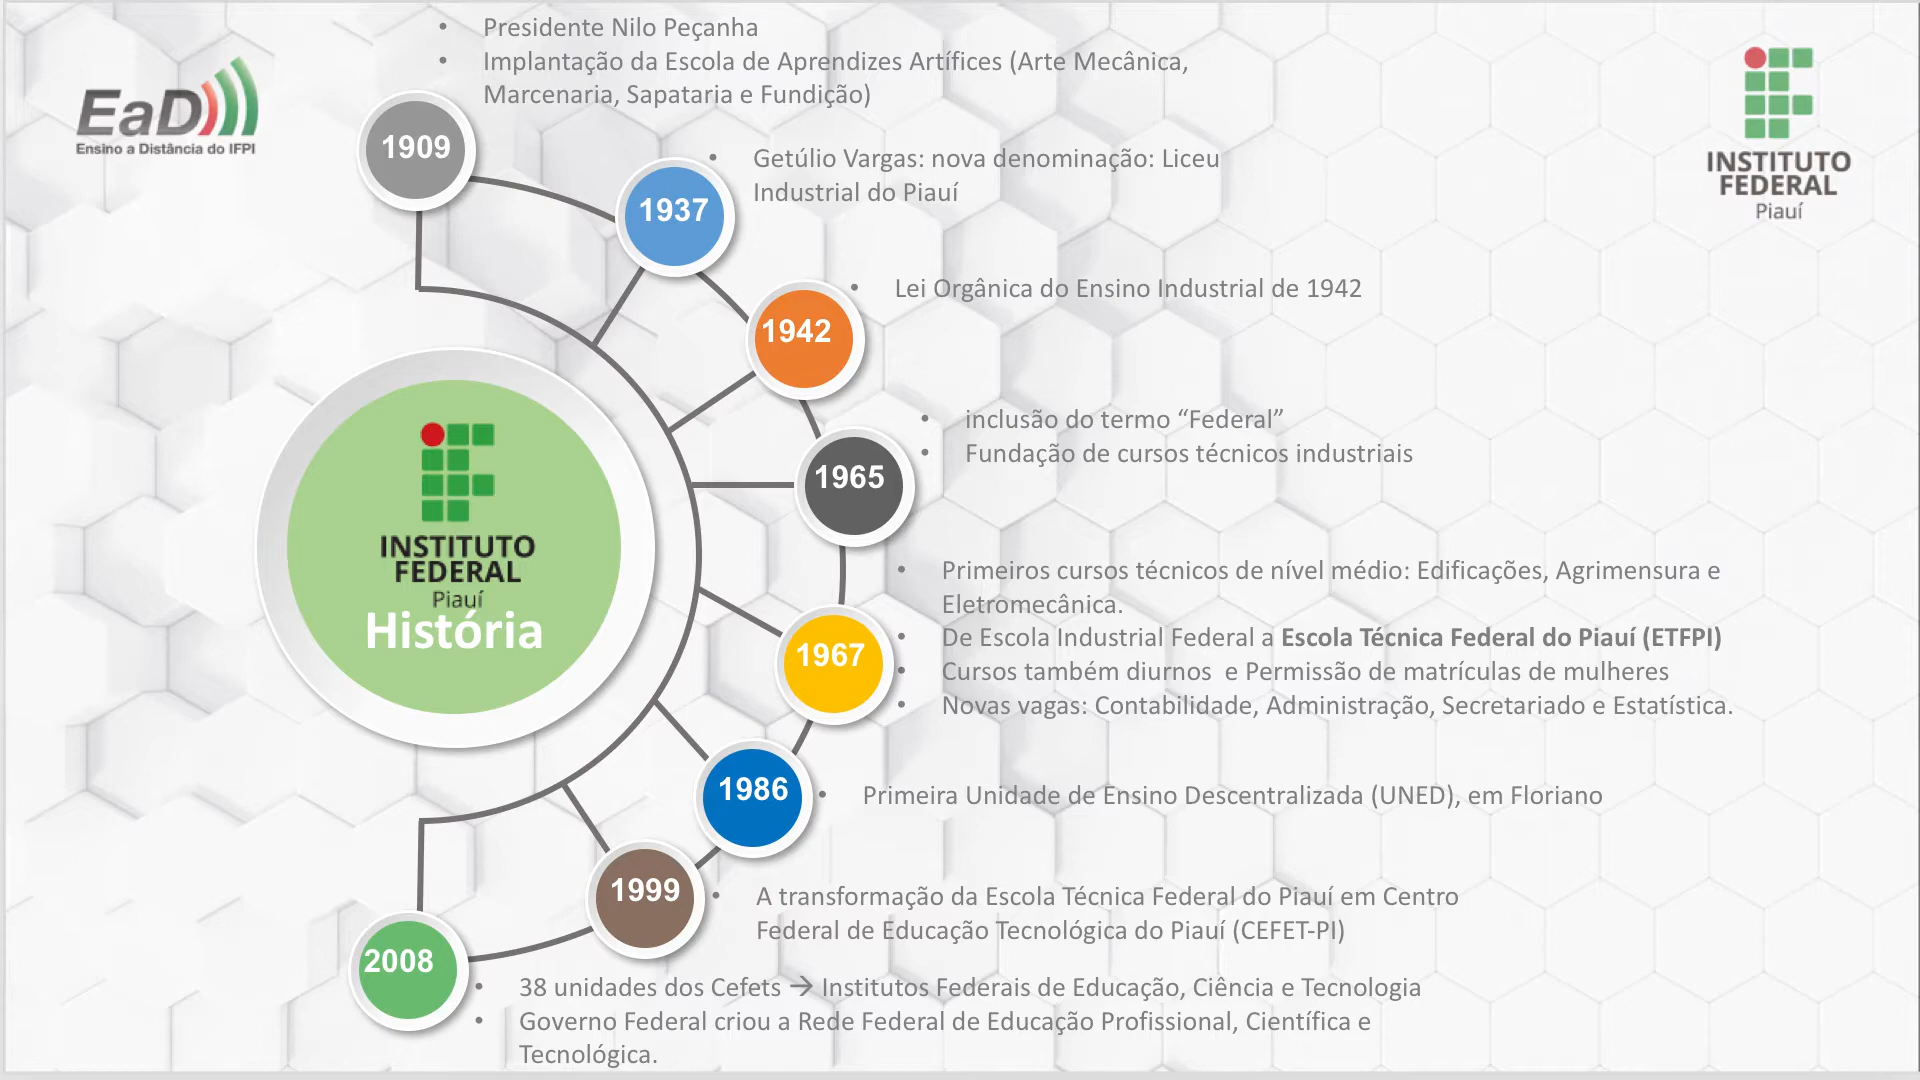 Presidente Nilo Peçanha
Implantação da Escola de Aprendizes Artífices (Arte Mecânica,
Marcenaria, Sapataria e Fundição)
EaD
Ensino a Distância do IFPI
INSTITUTO
FEDERAL
Piauí
1909
1937
Getúlio Vargas: nova denominação: Liceu
Industrial do Piauí
1942
Lei Orgânica do Ensino Industrial de 1942
1965
inclusão do termo “Federal”
Fundação de cursos técnicos industriais
INSTITUTO
FEDERAL
Piauí
História
1967
Primeiros cursos técnicos de nível médio: Edificações, Agrimensura e
Eletromecânica.
De Escola Industrial Federal a Escola Técnica Federal do Piauí (ETFPI)
Cursos também diurnos  e Permissão de matrículas de mulheres
Novas vagas: Contabilidade, Administração, Secretariado e Estatística.
1986
Primeira Unidade de Ensino Descentralizada (UNED), em Floriano
1999
A transformação da Escola Técnica Federal do Piauí em Centro
Federal de Educação Tecnológica do Piauí (CEFET-PI)
2008
38 unidades dos Cefets → Institutos Federais de Educação, Ciência e Tecnologia
Governo Federal criou a Rede Federal de Educação Profissional, Científica e
Tecnológica.